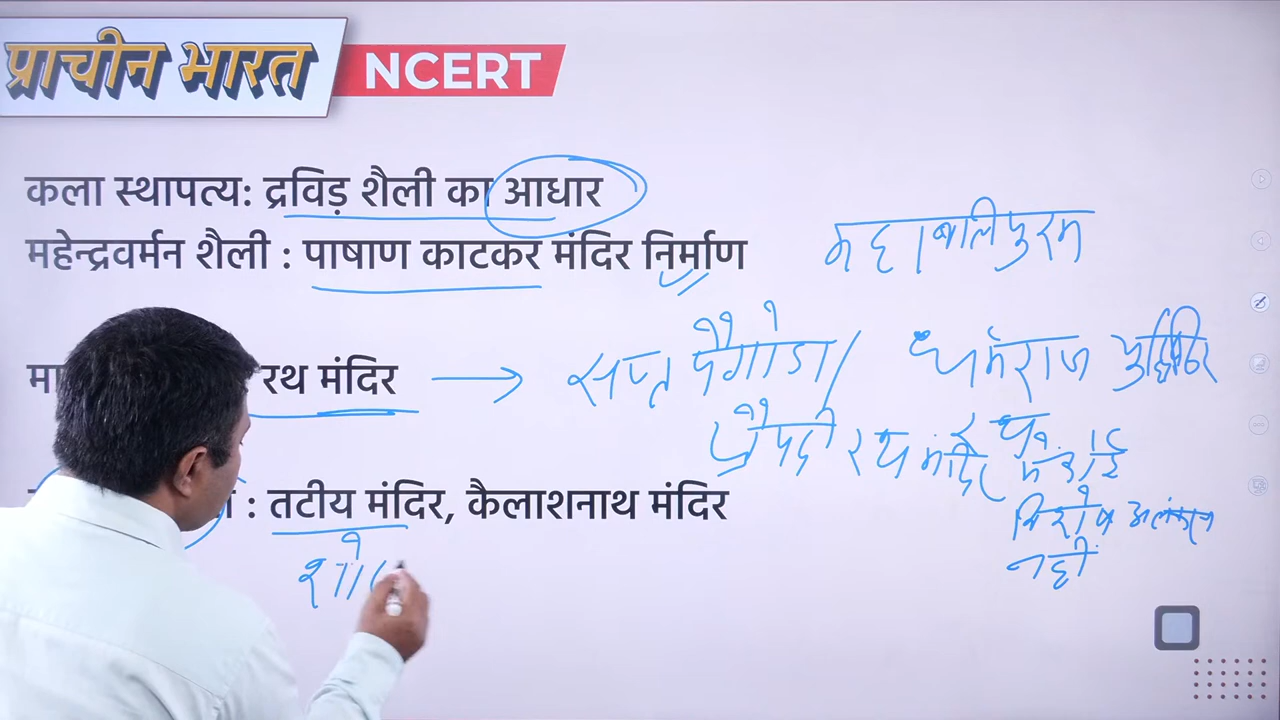 प्राचीन भारत NCERT
कला स्थापत्य: द्रविड़ शैली का आधार
महेन्द्रवर्मन शैली : पाषाण काटकर मंदिर निर्माण
महाबलिपुरम
रथ मंदिर → सप्त पैगोडा / धर्मराज युधिष्ठिर
द्रौपदी रथ मंदिर रथ
में कोई
: तटीय मंदिर, कैलाशनाथ मंदिर
विशेष अलंकरण
नहीं